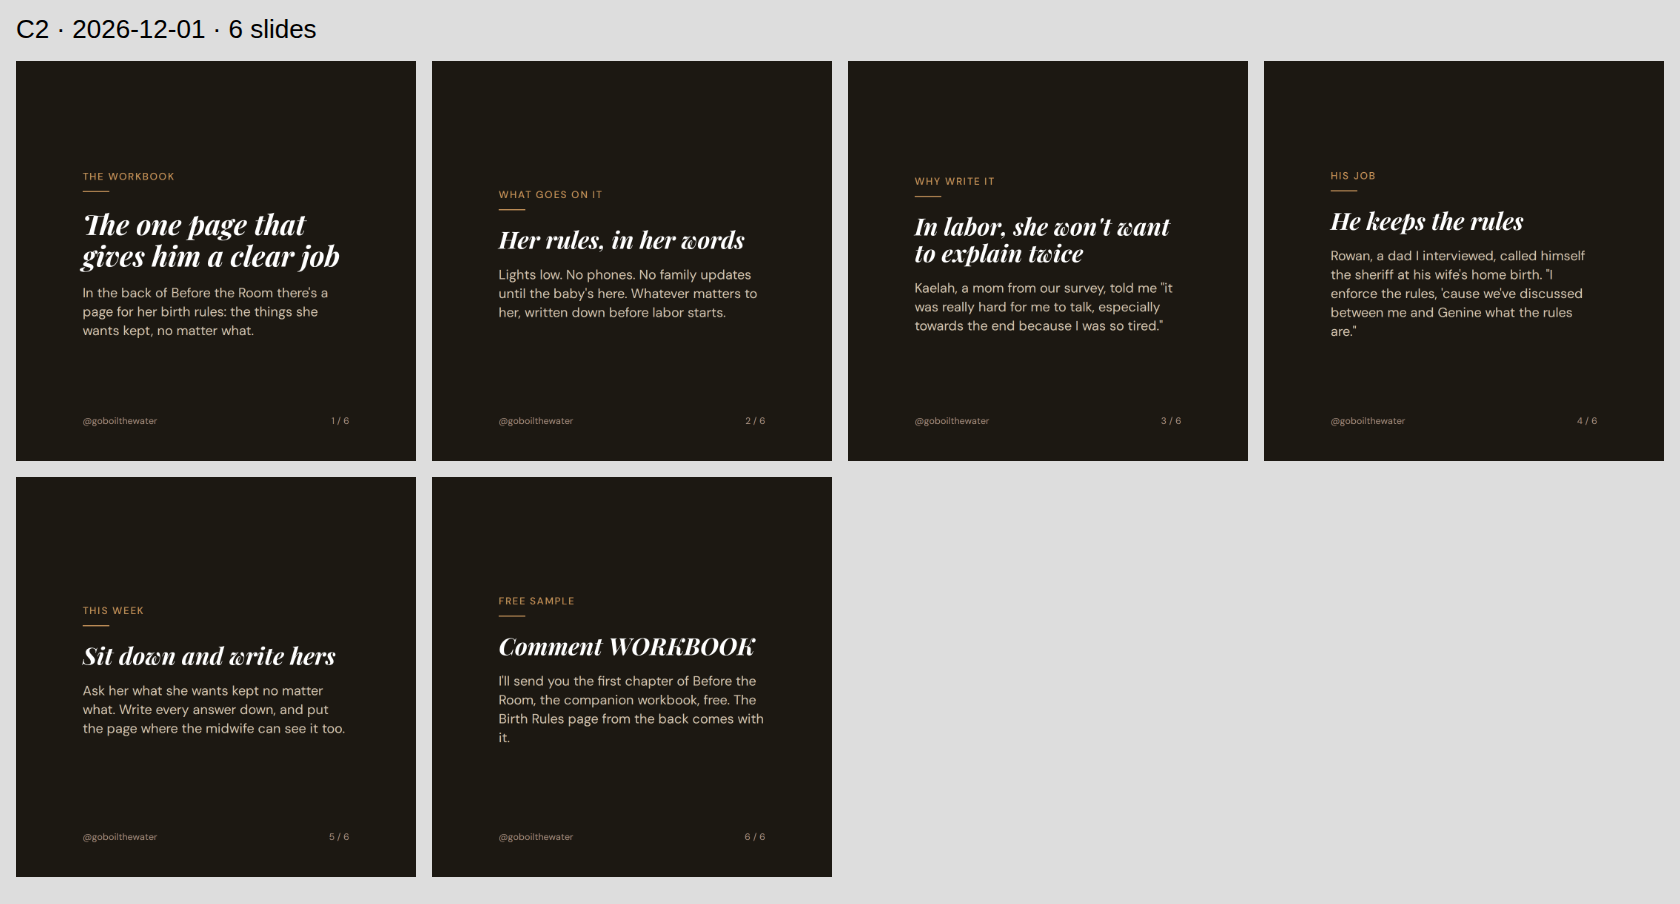 C2 · 2026-12-01 · 6 slides
THE WORKBOOK
The one page that
gives him a clear job
In the back of Before the Room there's a
page for her birth rules: the things she
wants kept, no matter what.
@goboilthewater
1 / 6
WHAT GOES ON IT
Her rules, in her words
Lights low. No phones. No family updates
until the baby's here. Whatever matters to
her, written down before labor starts.
@goboilthewater
2 / 6
WHY WRITE IT
In labor, she won't want
to explain twice
Kaelah, a mom from our survey, told me "it
was really hard for me to talk, especially
towards the end because I was so tired."
@goboilthewater
3 / 6
HIS JOB
He keeps the rules
Rowan, a dad I interviewed, called himself
the sheriff at his wife's home birth. "I
enforce the rules, 'cause we've discussed
between me and Genine what the rules
are."
@goboilthewater
4 / 6
THIS WEEK
Sit down and write hers
Ask her what she wants kept no matter
what. Write every answer down, and put
the page where the midwife can see it too.
@goboilthewater
5 / 6
FREE SAMPLE
Comment WORKBOOK
I'll send you the first chapter of Before the
Room, the companion workbook, free. The
Birth Rules page from the back comes with
it.
@goboilthewater
6 / 6